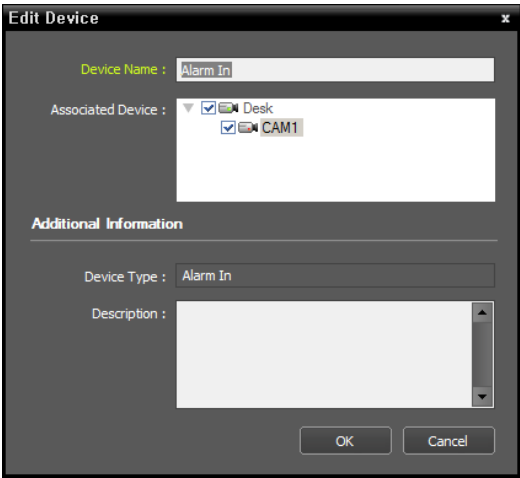 Edit Device x
Device Name : Alarm In
Associated Device : Desk
CAM1
Additional Information
Device Type : Alarm In
Description :
OK Cancel